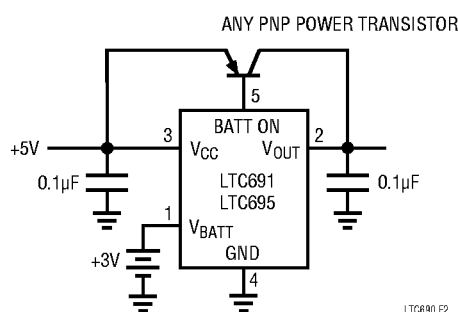 ANY PNP POWER TRANSISTOR
5
BATT ON
+5V
3
VCC
VOUT
2
0.1µF
LTC691
LTC695
0.1µF
1
VBATT
+3V
GND
4
LTC690 F2